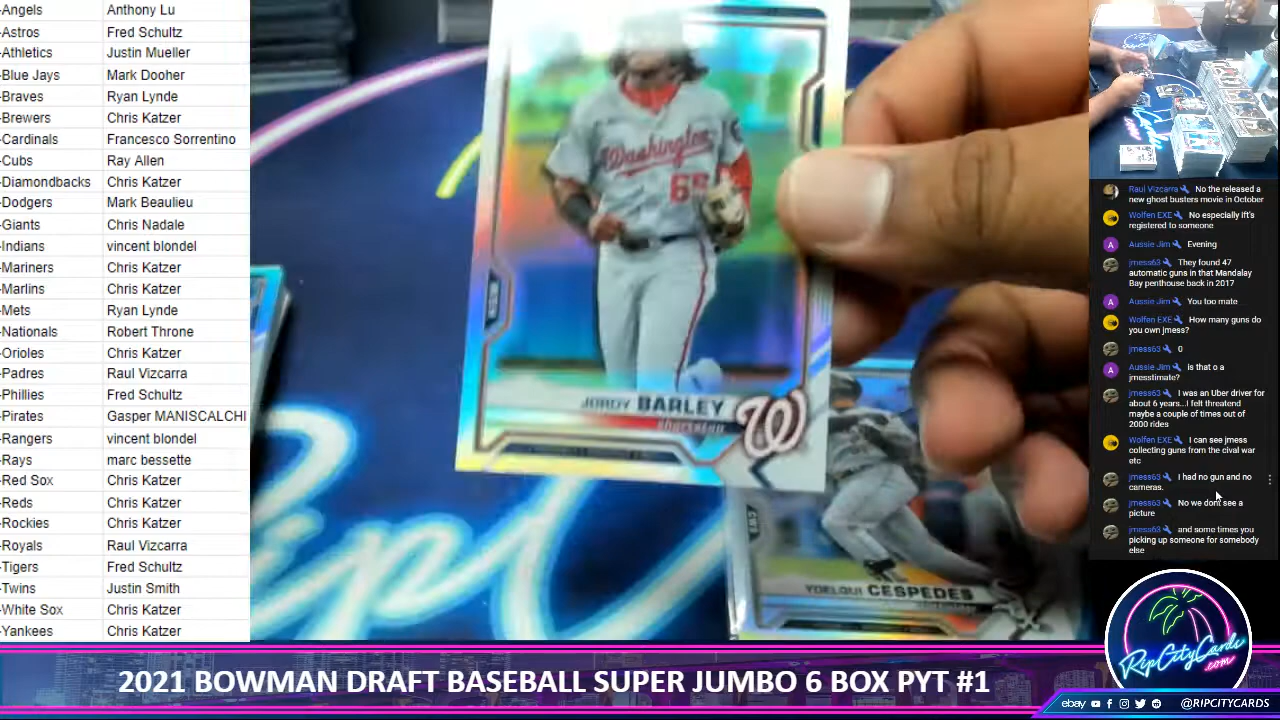 -Angels Anthony Lu
-Astros Fred Schultz
-Athletics Justin Mueller
-Blue Jays Mark Dooher
-Braves Ryan Lynde
-Brewers Chris Katzer
-Cardinals Francesco Sorrentino
-Cubs Ray Allen
-Diamondbacks Chris Katzer
-Dodgers Mark Beaulieu
-Giants Chris Nadale
-Indians vincent blondel
-Mariners Chris Katzer
-Marlins Chris Katzer
-Mets Ryan Lynde
-Nationals Robert Throne
-Orioles Chris Katzer
-Padres Raul Vizcarra
-Phillies Fred Schultz
-Pirates Gasper MANISCALCHI
-Rangers vincent blondel
-Rays marc bessette
-Red Sox Chris Katzer
-Reds Chris Katzer
-Rockies Chris Katzer
-Royals Raul Vizcarra
-Tigers Fred Schultz
-Twins Justin Smith
-White Sox Chris Katzer
-Yankees Chris Katzer
Washington
65
JORDY BARLEY
W
YOELQUI CESPEDES
Raul Vizcarra No the released a
new ghost busters movie in October
Wolfen EXE No especially ift's
registered to someone
Aussie Jim Evening
jmess63 They found 47
automatic guns in that Mandalay
Bay penthouse back in 2017
Aussie Jim You too mate
Wolfen EXE How many guns do
you own jmess?
jmess63 0
Aussie Jim is that o a
jmesstimate?
jmess63 I was an Uber driver for
about 6 years...I felt threatend
maybe a couple of times out of
2000 rides
Wolfen EXE I can see jmess
collecting guns from the cival war
etc
jmess63 I had no gun and no
cameras.
jmess63 No we dont see a
picture
jmess63 and some times you
picking up someone for somebody
else
RipCityCards
.com
2021 BOWMAN DRAFT BASEBALL SUPER JUMBO 6 BOX PYT #1
ebay @RIPCITYCARDS